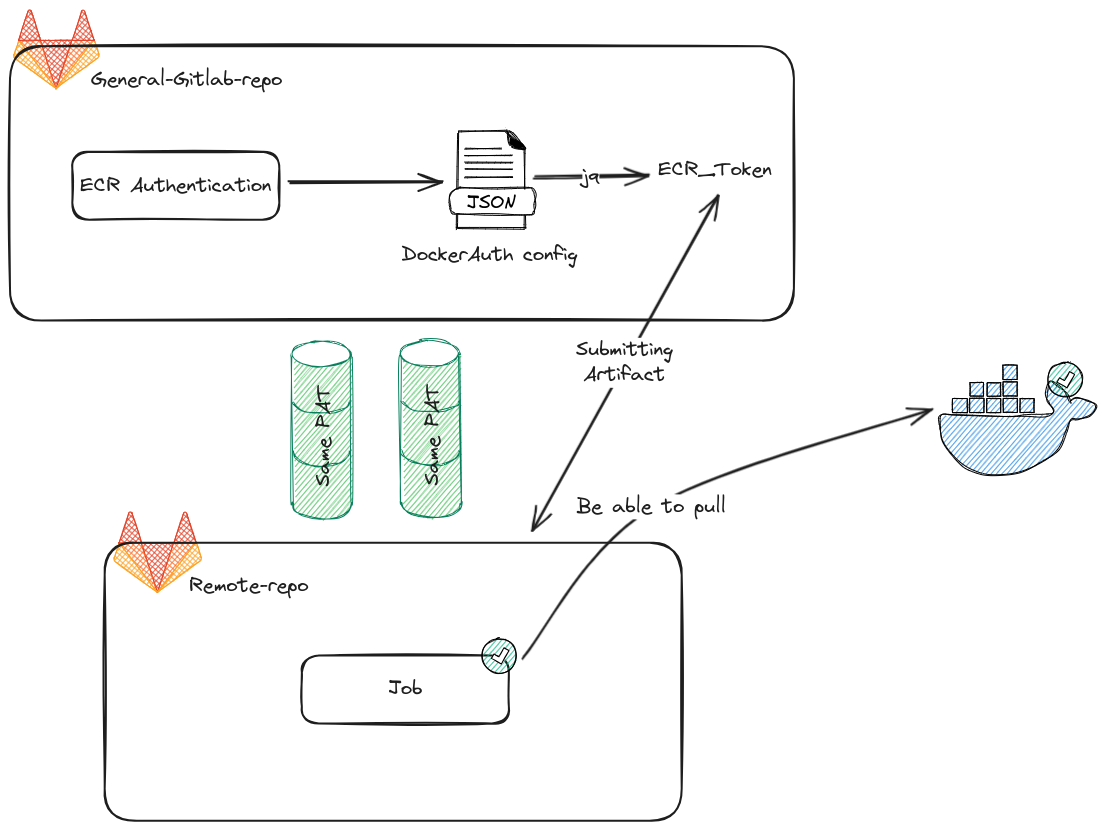 General-Gitlab-repo
ECR Authentication
JSON
DockerAuth config
jq
ECR_Token
Submitting
Artifact
Same PAT
Same PAT
Be able to pull
Remote-repo
Job